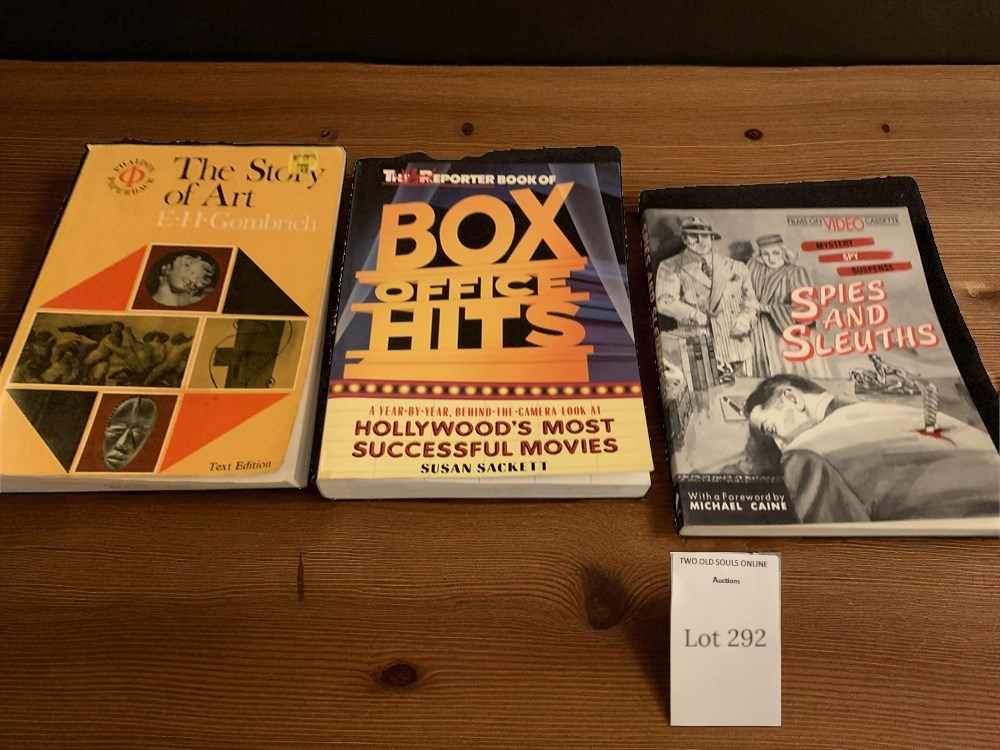 PHAIDON
PAPERBACK
The Story
of Art
E·H·Gombrich
Text Edition
REPORTER BOOK OF
BOX
OFFICE
HITS
A YEAR-BY-YEAR, BEHIND-THE-CAMERA LOOK AT
HOLLYWOOD'S MOST
SUCCESSFUL MOVIES
SUSAN SACKETT
FILMS ON VIDEO CASSETTE
MYSTERY
SPY
SUSPENSE
SPIES
AND
SLEUTHS
With a Foreword by
MICHAEL CAINE
TWO OLD SOULS ONLINE
Auctions
Lot 292